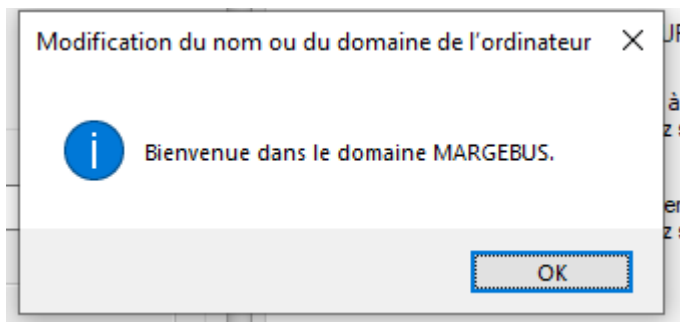 Modification du nom ou du domaine de l'ordinateur
Bienvenue dans le domaine MARGEBUS.
OK